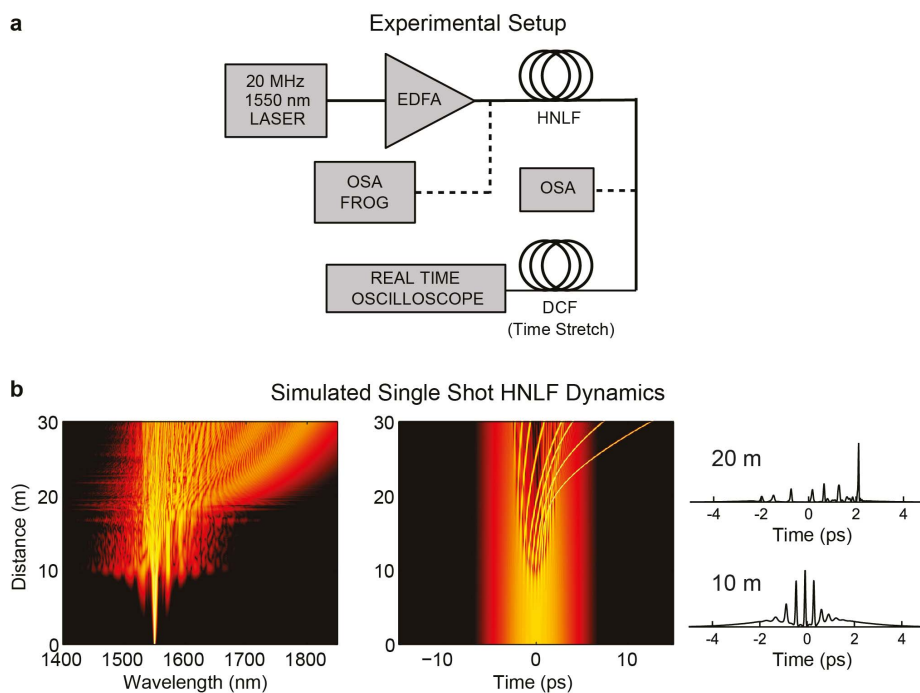 a
Experimental Setup
20 MHz
1550 nm
LASER
EDFA
HNLF
OSA
FROG
OSA
REAL TIME
OSCILLOSCOPE
DCF
(Time Stretch)
b
Simulated Single Shot HNLF Dynamics
30
20
10
0
Distance (m)
1400 1500 1600 1700 1800
Wavelength (nm)
30
20
10
0
−10 0 10
Time (ps)
20 m
-4 -2 0 2 4
Time (ps)
10 m
-4 -2 0 2 4
Time (ps)